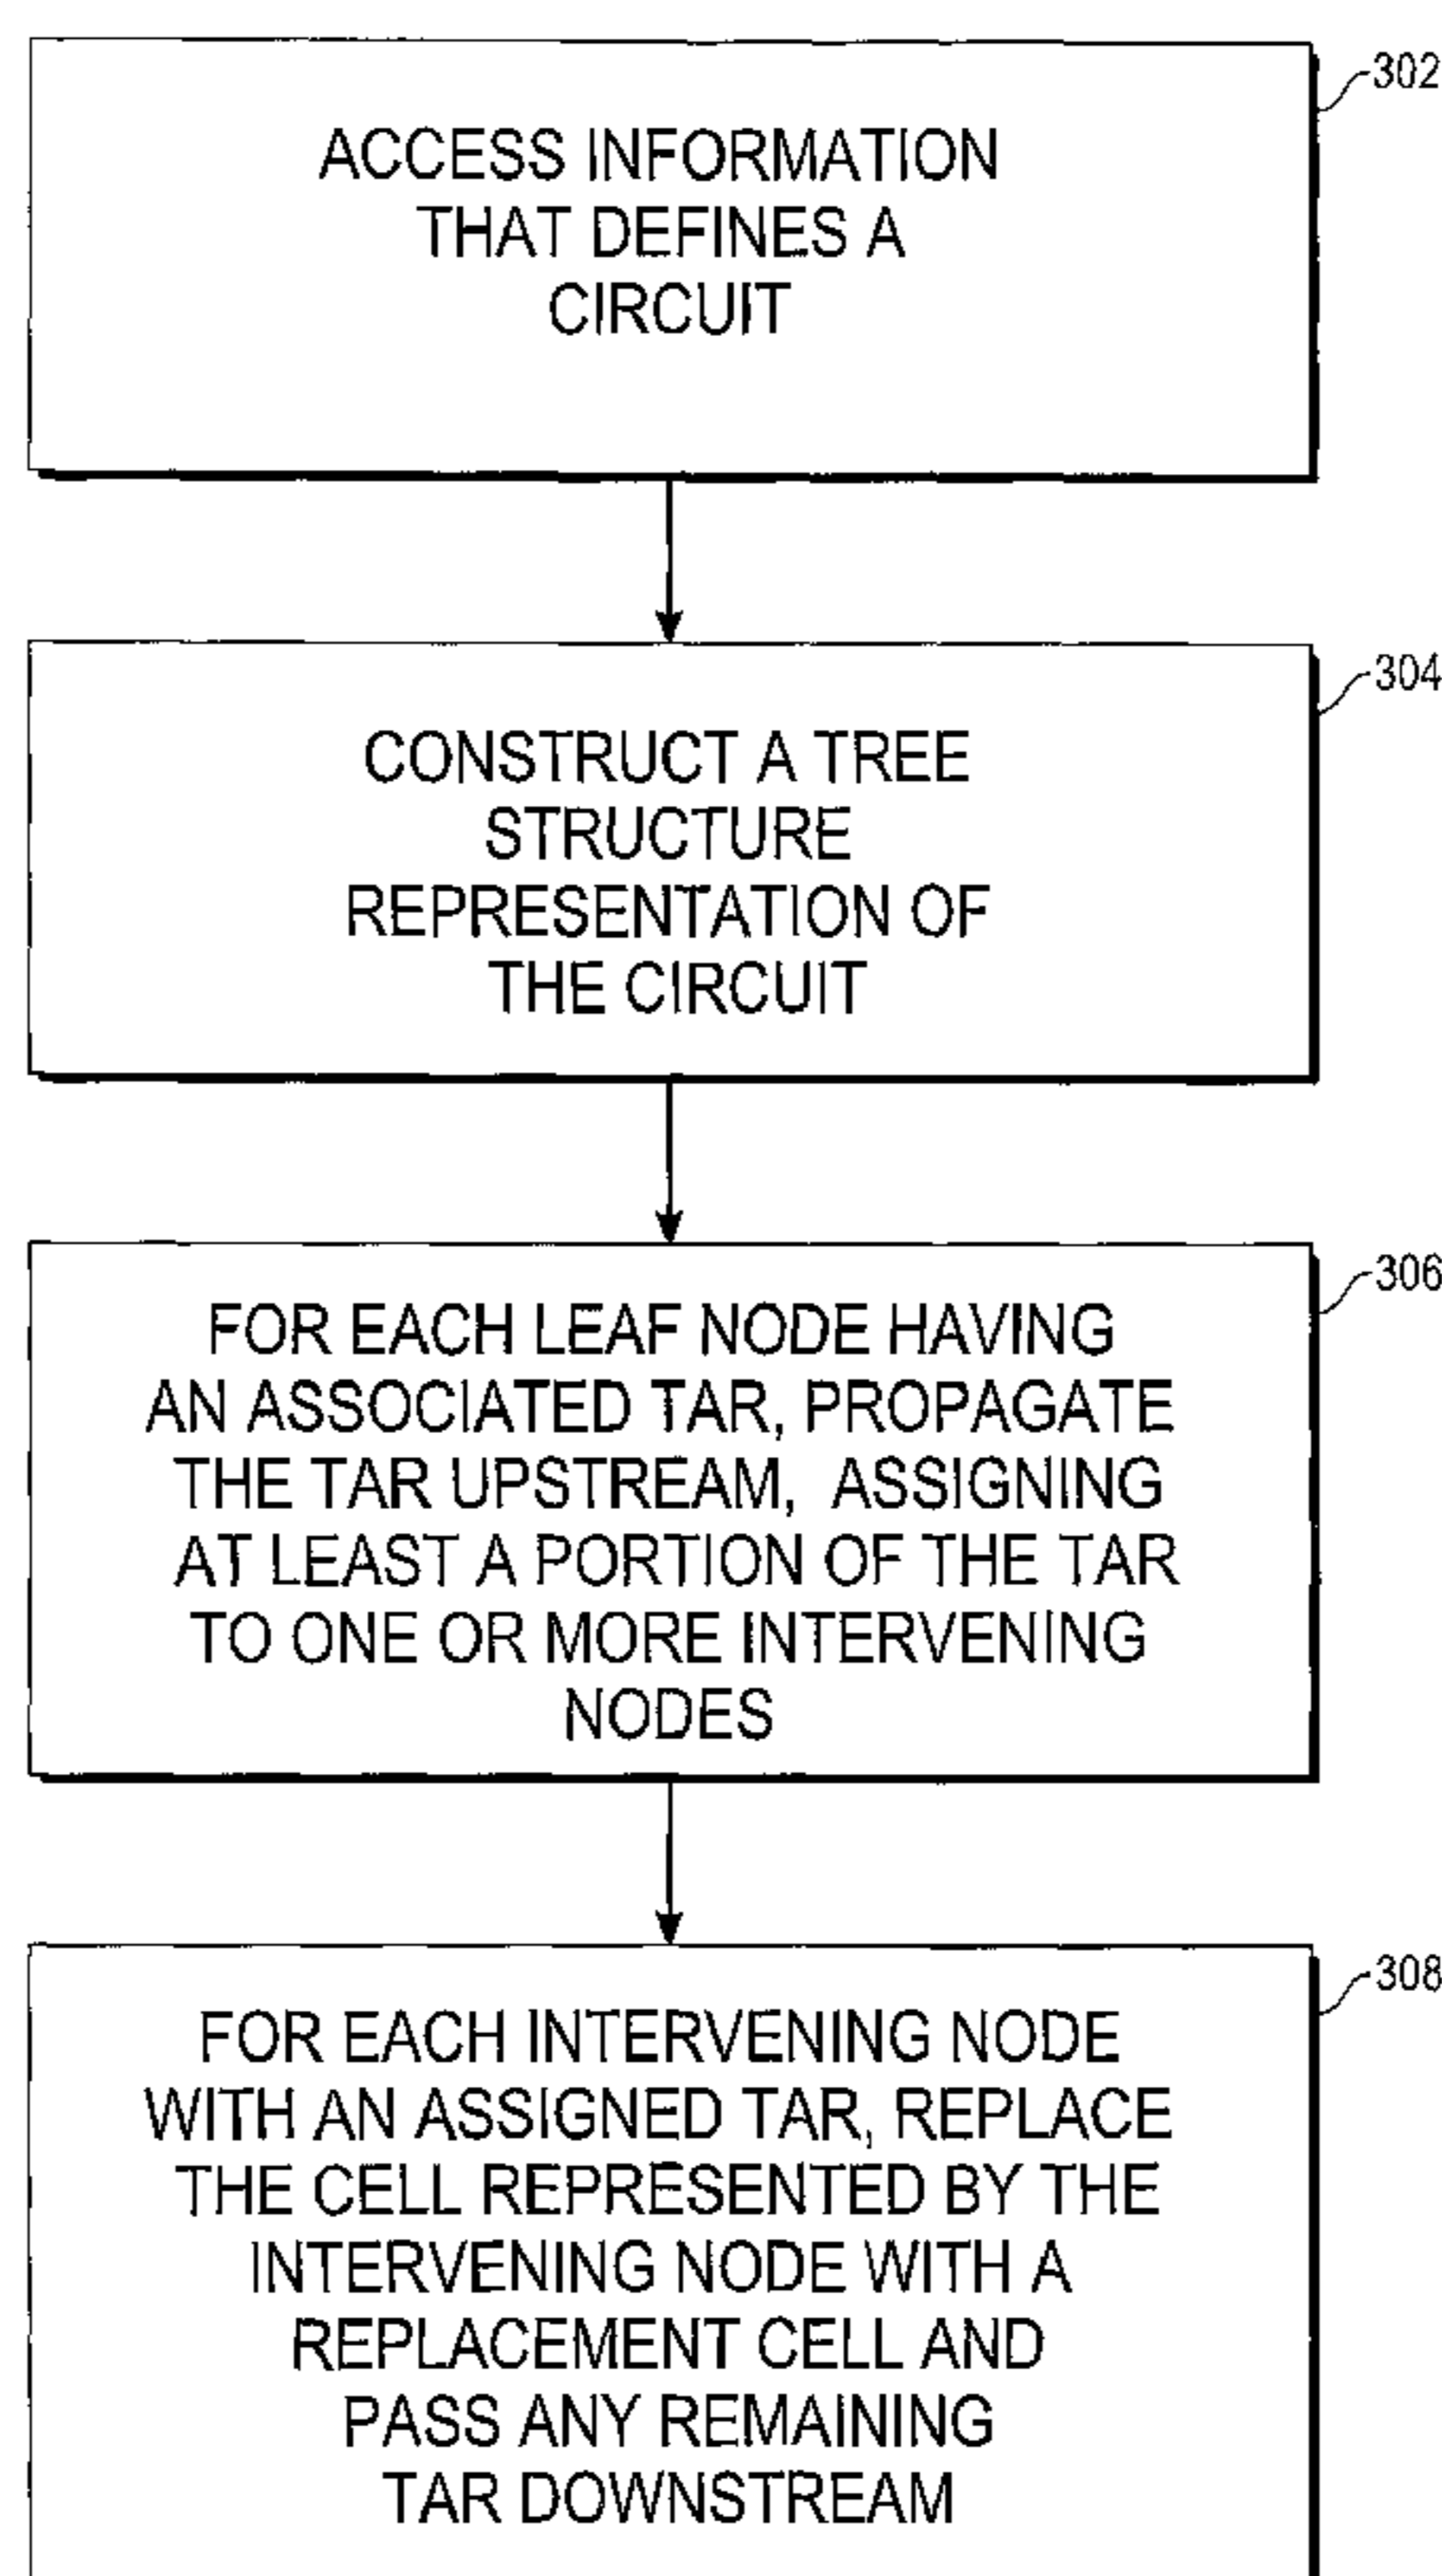 302
ACCESS INFORMATION
THAT DEFINES A
CIRCUIT
304
CONSTRUCT A TREE
STRUCTURE
REPRESENTATION OF
THE CIRCUIT
306
FOR EACH LEAF NODE HAVING
AN ASSOCIATED TAR, PROPAGATE
THE TAR UPSTREAM, ASSIGNING
AT LEAST A PORTION OF THE TAR
TO ONE OR MORE INTERVENING
NODES
308
FOR EACH INTERVENING NODE
WITH AN ASSIGNED TAR, REPLACE
THE CELL REPRESENTED BY THE
INTERVENING NODE WITH A
REPLACEMENT CELL AND
PASS ANY REMAINING
TAR DOWNSTREAM